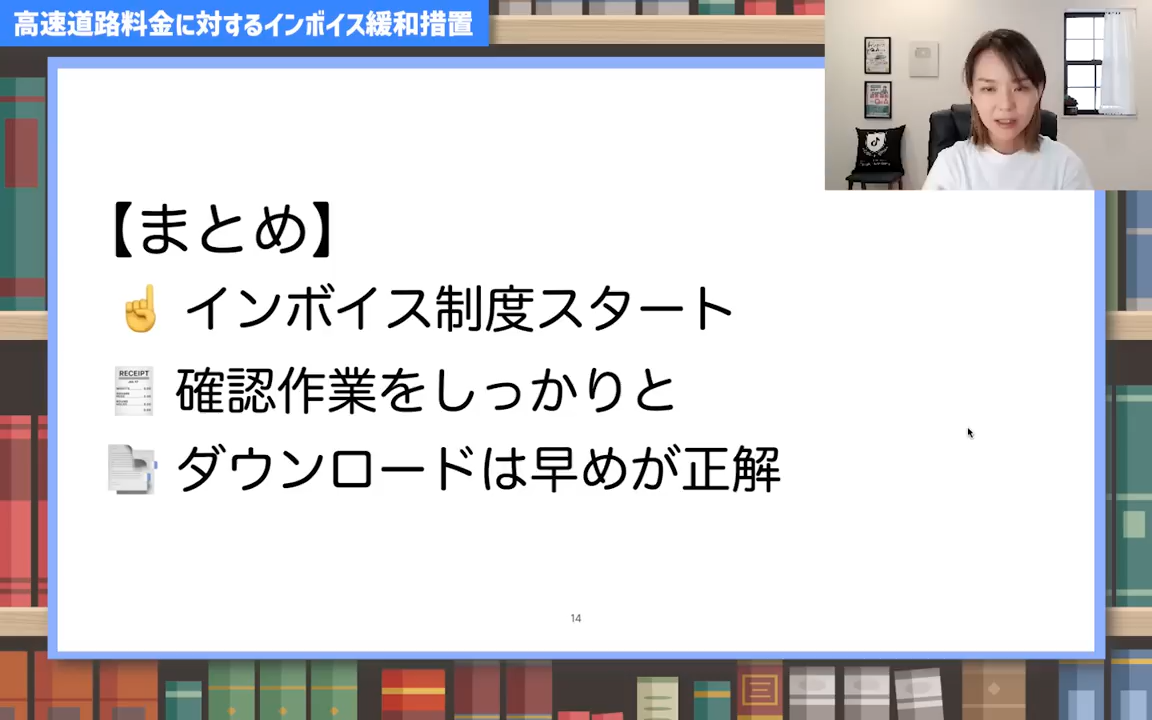 高速道路料金に対するインボイス緩和措置
【まとめ】
☝ インボイス制度スタート
RECEIPT
確認作業をしっかりと
ダウンロードは早めが正解
14